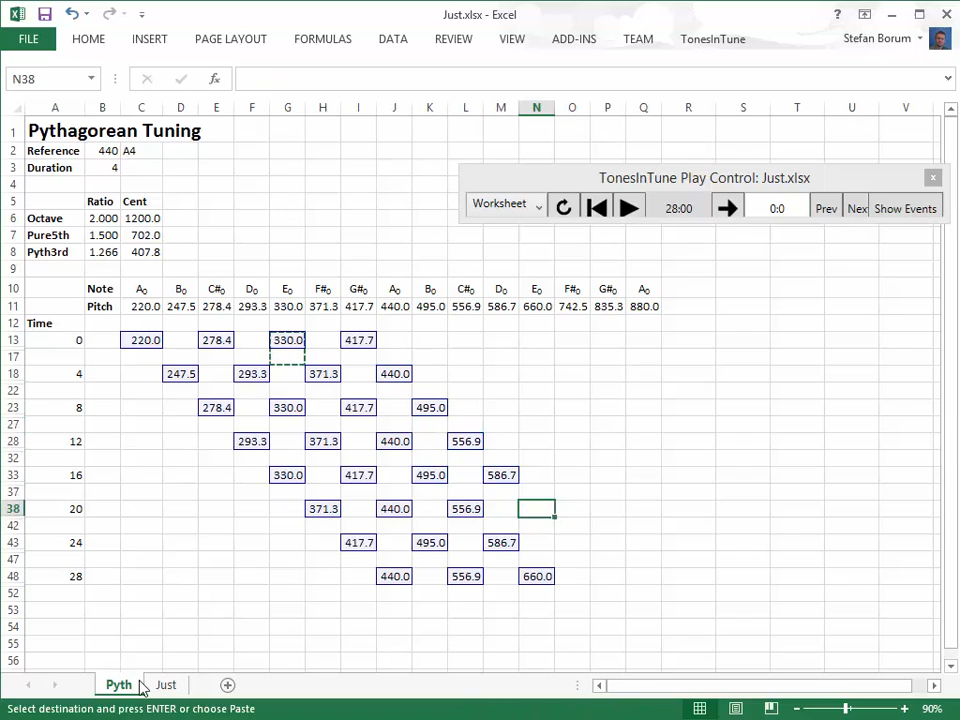 Just.xlsx - Excel
?
FILE HOME INSERT PAGE LAYOUT FORMULAS DATA REVIEW VIEW ADD-INS TEAM TonesInTune Stefan Borum
N38 fx
A B C D E F G H I J K L M N O P Q R S T U V
1 Pythagorean Tuning
2 Reference 440 A4
3 Duration 4
TonesInTune Play Control: Just.xlsx x
4
Worksheet 28:00 0:0 Prev Nex Show Events
5 Ratio Cent
6 Octave 2.000 1200.0
7 Pure5th 1.500 702.0
8 Pyth3rd 1.266 407.8
9
10 Note A₀ B₀ C#₀ D₀ E₀ F#₀ G#₀ A₀ B₀ C#₀ D₀ E₀ F#₀ G#₀ A₀
11 Pitch 220.0 247.5 278.4 293.3 330.0 371.3 417.7 440.0 495.0 556.9 586.7 660.0 742.5 835.3 880.0
12 Time
13 0 220.0 278.4 330.0 417.7
17
18 4 247.5 293.3 371.3 440.0
22
23 8 278.4 330.0 417.7 495.0
27
28 12 293.3 371.3 440.0 556.9
32
33 16 330.0 417.7 495.0 586.7
37
38 20 371.3 440.0 556.9
42
43 24 417.7 495.0 586.7
47
48 28 440.0 556.9 660.0
52
53
54
55
56
Pyth Just
Select destination and press ENTER or choose Paste 90%